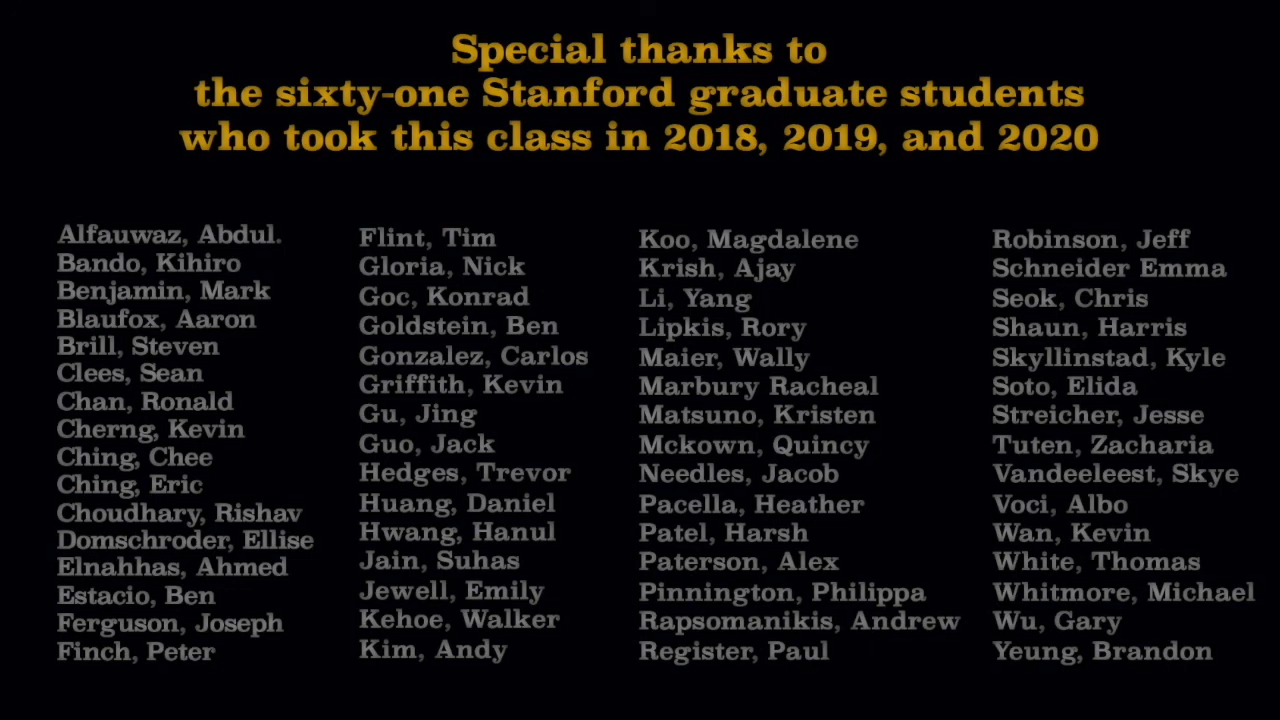 Special thanks to
the sixty-one Stanford graduate students
who took this class in 2018, 2019, and 2020
Alfauwaz, Abdul.
Bando, Kihiro
Benjamin, Mark
Blaufox, Aaron
Brill, Steven
Clees, Sean
Chan, Ronald
Cherng, Kevin
Ching, Chee
Ching, Eric
Choudhary, Rishav
Domschroder, Ellise
Elnahhas, Ahmed
Estacio, Ben
Ferguson, Joseph
Finch, Peter
Flint, Tim
Gloria, Nick
Goc, Konrad
Goldstein, Ben
Gonzalez, Carlos
Griffith, Kevin
Gu, Jing
Guo, Jack
Hedges, Trevor
Huang, Daniel
Hwang, Hanul
Jain, Suhas
Jewell, Emily
Kehoe, Walker
Kim, Andy
Koo, Magdalene
Krish, Ajay
Li, Yang
Lipkis, Rory
Maier, Wally
Marbury Racheal
Matsuno, Kristen
Mckown, Quincy
Needles, Jacob
Pacella, Heather
Patel, Harsh
Paterson, Alex
Pinnington, Philippa
Rapsomanikis, Andrew
Register, Paul
Robinson, Jeff
Schneider Emma
Seok, Chris
Shaun, Harris
Skyllinstad, Kyle
Soto, Elida
Streicher, Jesse
Tuten, Zacharia
Vandeeleest, Skye
Voci, Albo
Wan, Kevin
White, Thomas
Whitmore, Michael
Wu, Gary
Yeung, Brandon